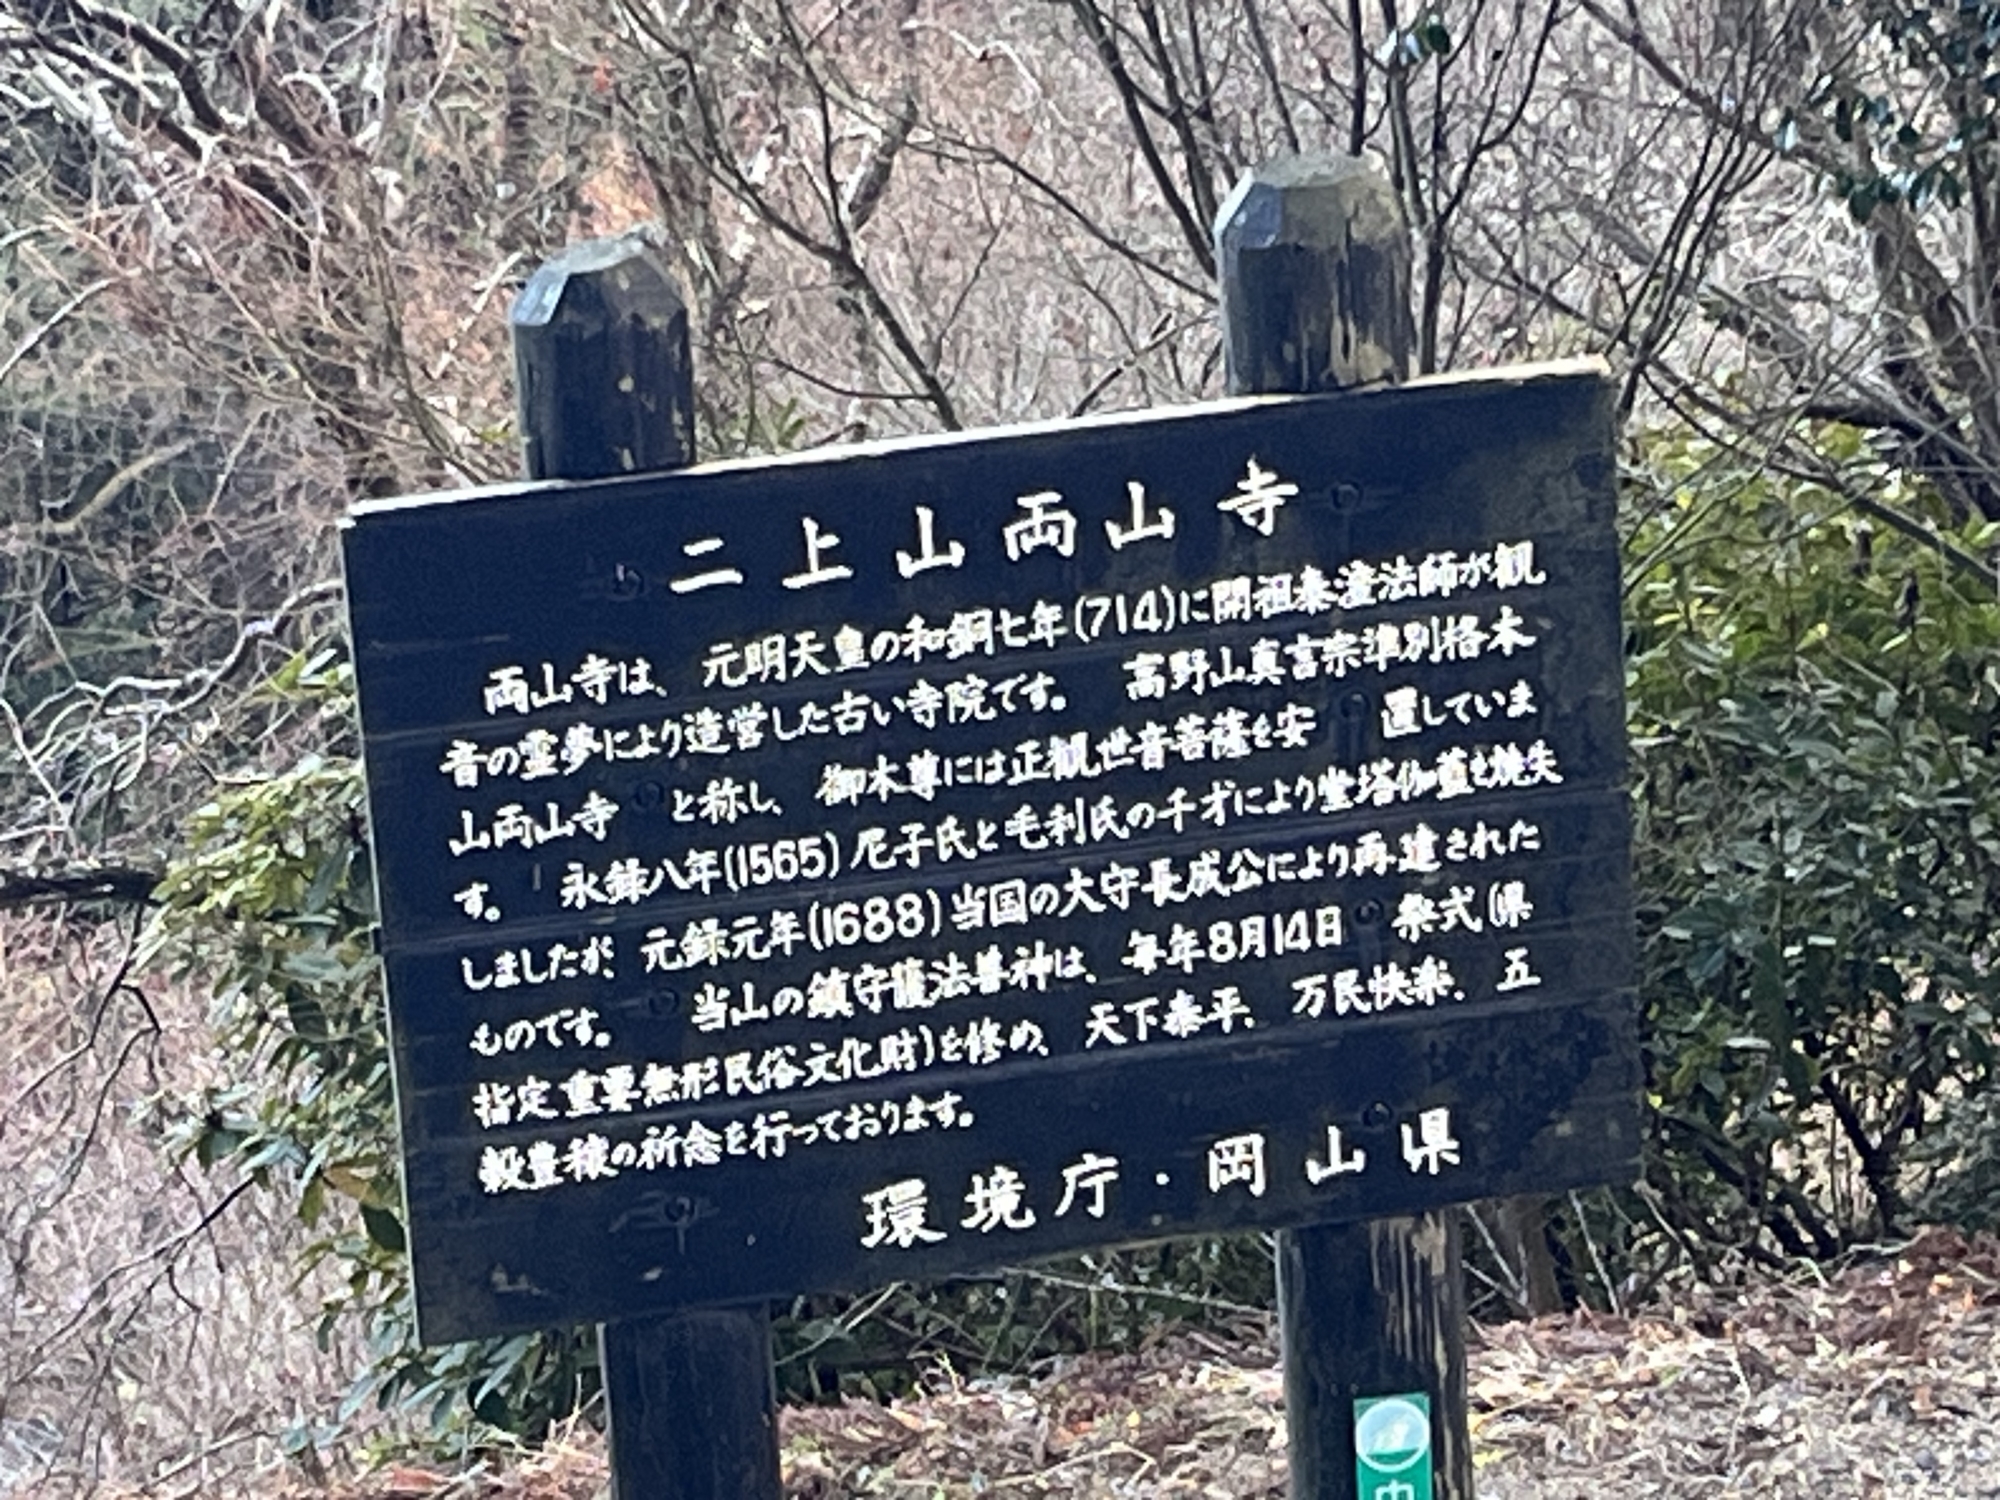 二上山両山寺
両山寺は、元明天皇の和銅七年(714)に開祖泰澄法師が観
音の霊夢により造営した古い寺院です。 高野山真言宗準別格本
山両山寺 と称し、御本尊には正観世音菩薩を安 置していま
す。 永録八年(1565)尼子氏と毛利氏の千才により堂塔伽藍を焼失
しましたが、元録元年(1688)当国の大守長成公により再建された
ものです。 当山の鎮守護法善神は、毎年8月14日 祭式(県
指定重要無形民俗文化財)を修め、天下泰平、万民快楽、五
穀豊穣の祈念を行っております。
環境庁・岡山県